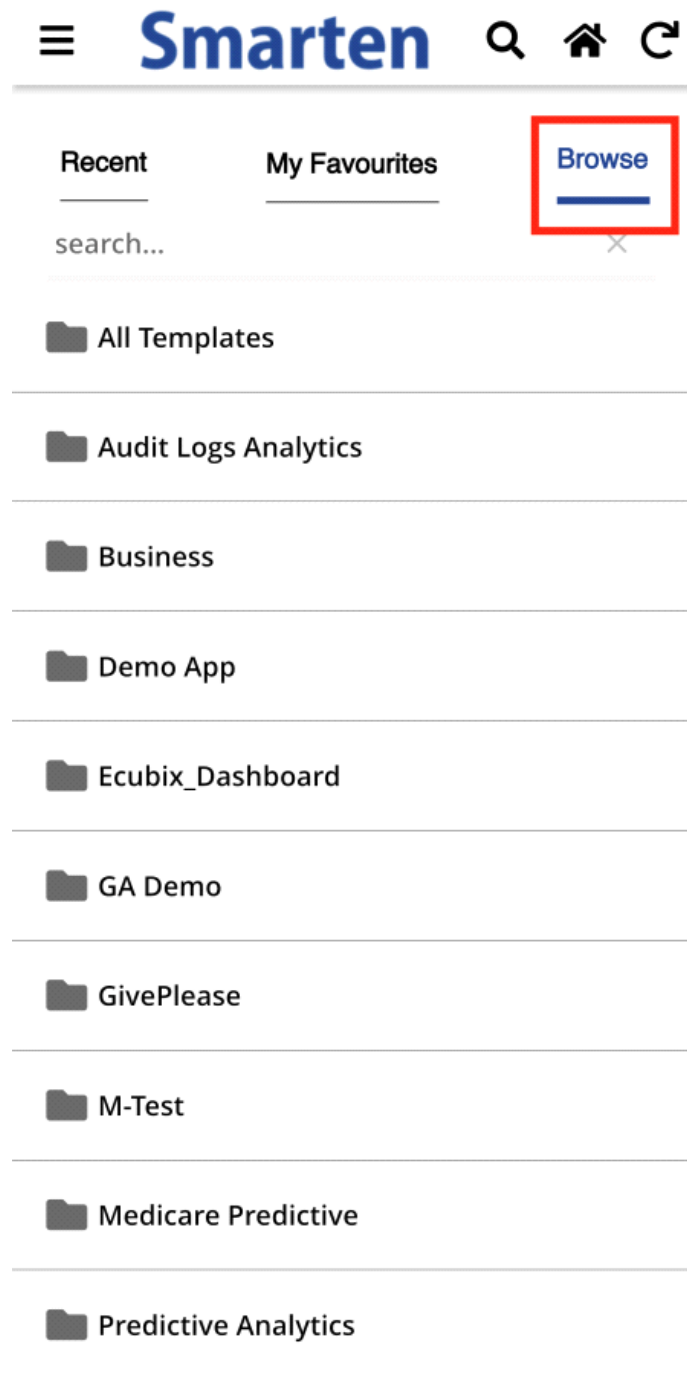 Smarten
Recent My Favourites Browse
search...
All Templates
Audit Logs Analytics
Business
Demo App
Ecubix_Dashboard
GA Demo
GivePlease
M-Test
Medicare Predictive
Predictive Analytics